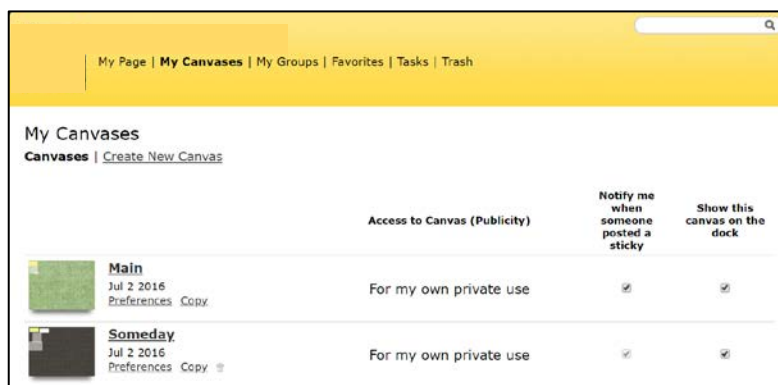 My Page | My Canvases | My Groups | Favorites | Tasks | Trash
My Canvases
Canvases | Create New Canvas
Access to Canvas (Publicity)
Notify me
when
someone
posted a
sticky
Show this
canvas on the
dock
Main
Jul 2 2016
Preferences Copy
For my own private use
Someday
Jul 2 2016
Preferences Copy
For my own private use